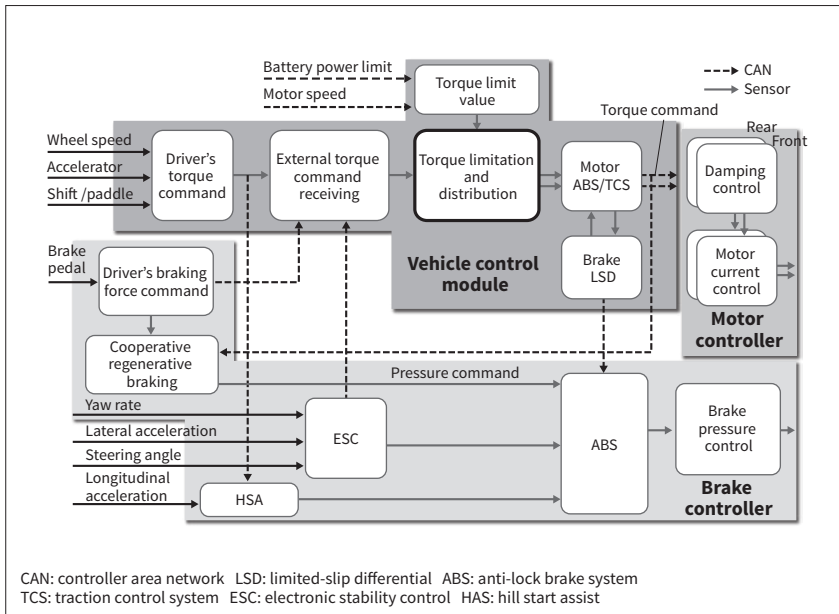 Battery power limit
Motor speed
Torque limit
value
CAN
Sensor
Torque command
Rear
Front
Wheel speed
Accelerator
Shift /paddle
Driver's
torque
command
External torque
command
receiving
Torque limitation
and
distribution
Motor
ABS/TCS
Damping
control
Brake
pedal
Driver's braking
force command
Vehicle control
module
Brake
LSD
Motor
current
control
Motor
controller
Cooperative
regenerative
braking
Pressure command
Yaw rate
Lateral acceleration
Steering angle
Longitudinal
acceleration
ESC
HSA
ABS
Brake
pressure
control
Brake
controller
CAN: controller area network LSD: limited-slip differential ABS: anti-lock brake system
TCS: traction control system ESC: electronic stability control HAS: hill start assist